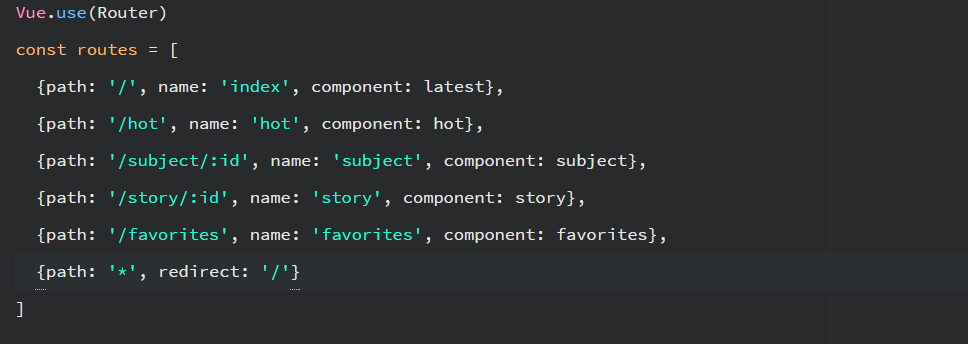 Vue.use(Router)
const routes = [
{path: '/', name: 'index', component: latest},
{path: '/hot', name: 'hot', component: hot},
{path: '/subject/:id', name: 'subject', component: subject},
{path: '/story/:id', name: 'story', component: story},
{path: '/favorites', name: 'favorites', component: favorites},
{path: '*', redirect: '/'}
]